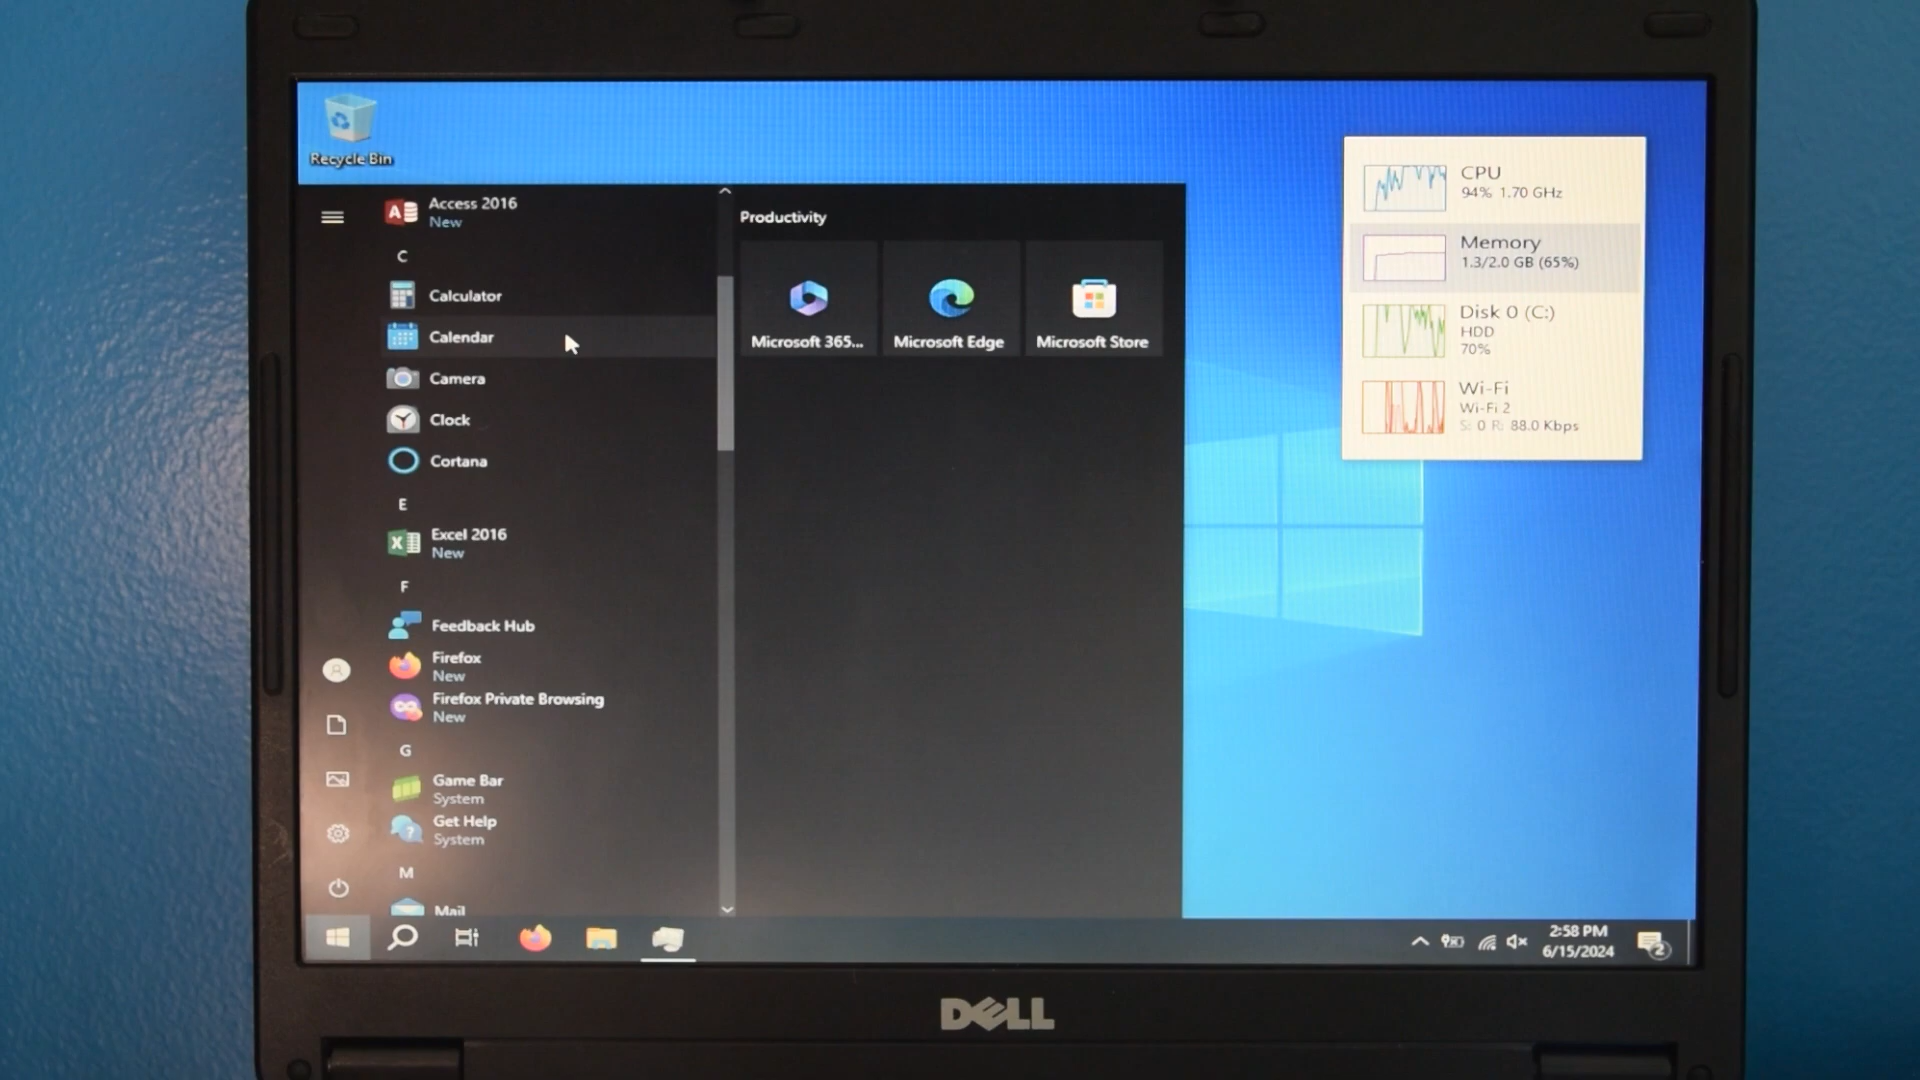 Recycle Bin
Access 2016
New
C
Calculator
Calendar
Camera
Clock
Cortana
E
Excel 2016
New
F
Feedback Hub
Firefox
New
Firefox Private Browsing
New
G
Game Bar
System
Get Help
System
M
Mail
Productivity
Microsoft 365...
Microsoft Edge
Microsoft Store
CPU
94% 1.70 GHz
Memory
1.3/2.0 GB (65%)
Disk 0 (C:)
HDD
70%
Wi-Fi
Wi-Fi 2
S: 0 R: 88.0 Kbps
2:58 PM
6/15/2024
2
DELL